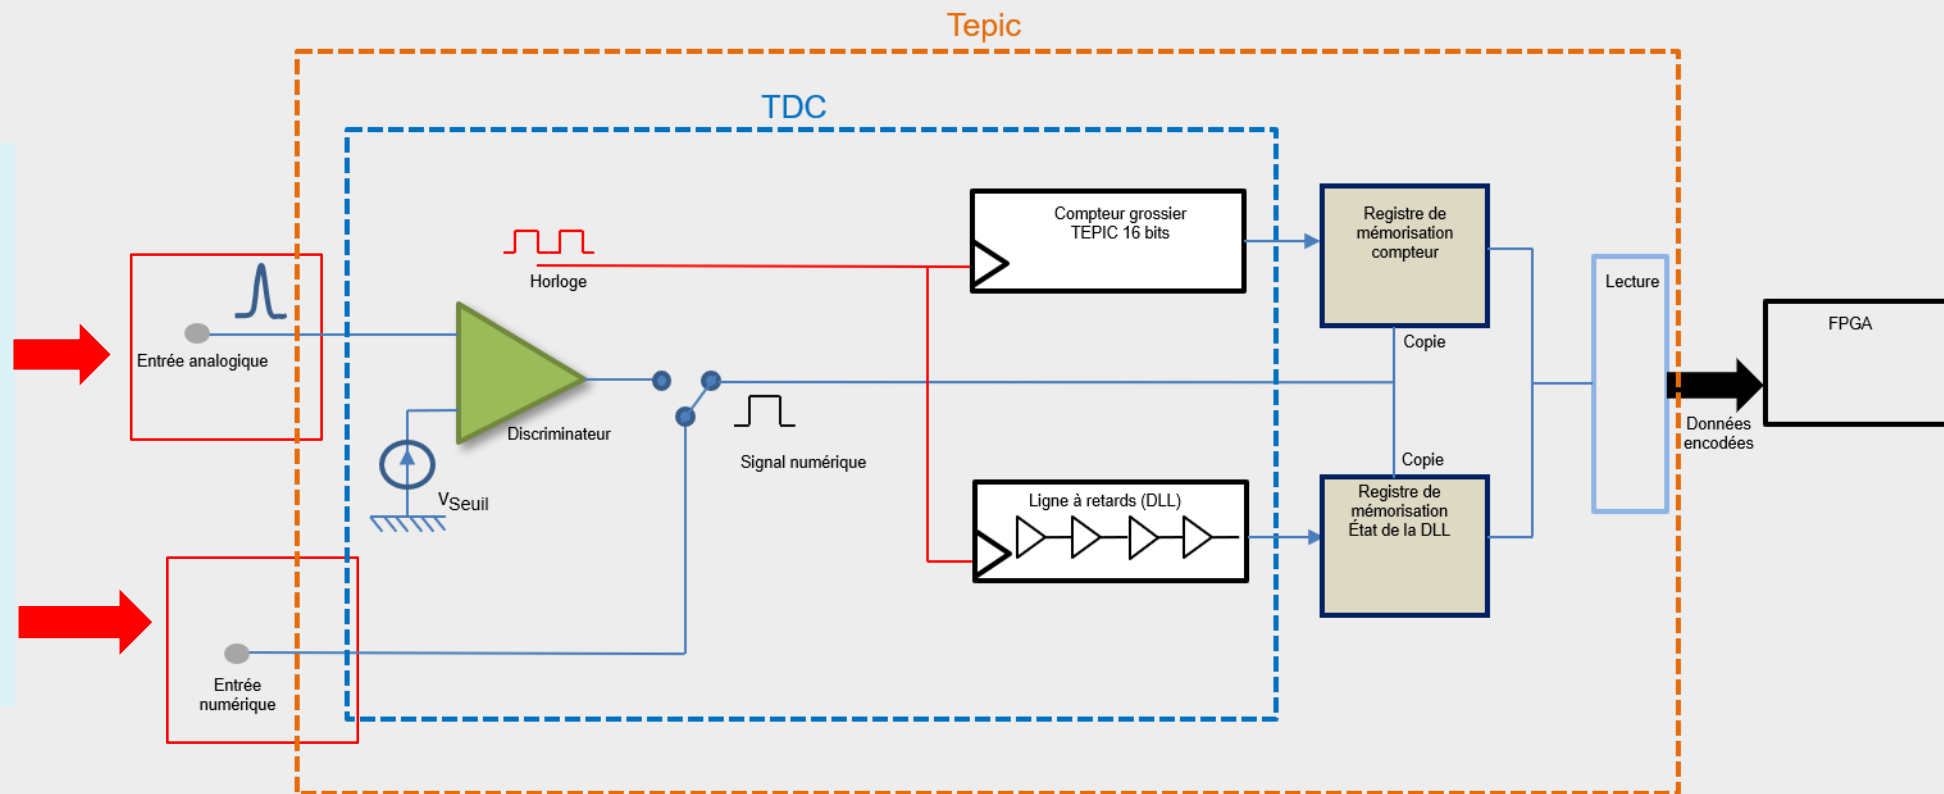 Tepic
TDC
Compteur grossier
TEPIC 16 bits
Registre de
mémorisation
compteur
Horloge
Lecture
Entrée analogique
FPGA
Copie
Discriminateur
Données
encodées
Signal numérique
Copie
VSeuil
Ligne à retards (DLL)
Registre de
mémorisation
État de la DLL
Entrée
numérique